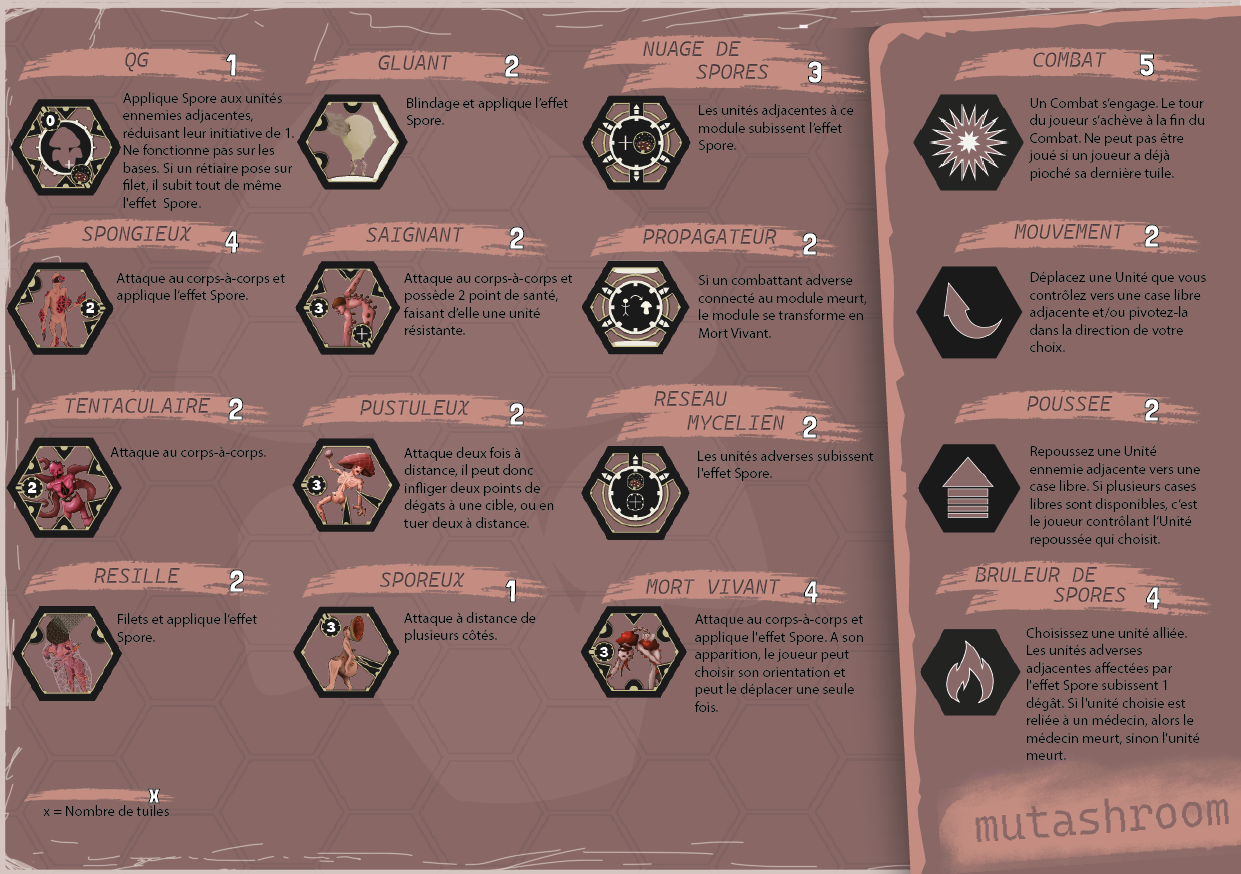 QG 1
0
Applique Spore aux unités
ennemies adjacentes,
réduisant leur initiative de 1.
Ne fonctionne pas sur les
bases. Si un rétiaire pose sur
filet, il subit tout de même
l'effet Spore.
GLUANT 2
Blindage et applique l'effet
Spore.
NUAGE DE
SPORES 3
Les unités adjacentes à ce
module subissent l'effet
Spore.
SPONGIEUX 4
2
Attaque au corps-à-corps et
applique l'effet Spore.
SAIGNANT 2
3
Attaque au corps-à-corps et
possède 2 point de santé,
faisant d'elle une unité
résistante.
PROPAGATEUR 2
Si un combattant adverse
connecté au module meurt,
le module se transforme en
Mort Vivant.
TENTACULAIRE 2
2
Attaque au corps-à-corps.
PUSTULEUX 2
3
Attaque deux fois à
distance, il peut donc
infliger deux points de
dégats à une cible, ou en
tuer deux à distance.
RESEAU
MYCELIEN 2
Les unités adverses subissent
l'effet Spore.
RESILLE 2
Filets et applique l'effet
Spore.
SPOREUX 1
3
Attaque à distance de
plusieurs côtés.
MORT VIVANT 4
3
Attaque au corps-à-corps et
applique l'effet Spore. A son
apparition, le joueur peut
choisir son orientation et
peut le déplacer une seule
fois.
x
x = Nombre de tuiles
COMBAT 5
Un Combat s'engage. Le tour
du joueur s'achève à la fin du
Combat. Ne peut pas être
joué si un joueur a déjà
pioché sa dernière tuile.
MOUVEMENT 2
Déplacez une Unité que vous
contrôlez vers une case libre
adjacente et/ou pivotez-la
dans la direction de votre
choix.
POUSSEE 2
Repoussez une Unité
ennemie adjacente vers une
case libre. Si plusieurs cases
libres sont disponibles, c'est
le joueur contrôlant l'Unité
repoussée qui choisit.
BRULEUR DE
SPORES 4
Choisissez une unité alliée.
Les unités adverses
adjacentes affectées par
l'effet Spore subissent 1
dégât. Si l'unité choisie est
reliée à un médecin, alors le
médecin meurt, sinon l'unité
meurt.
mutashroom